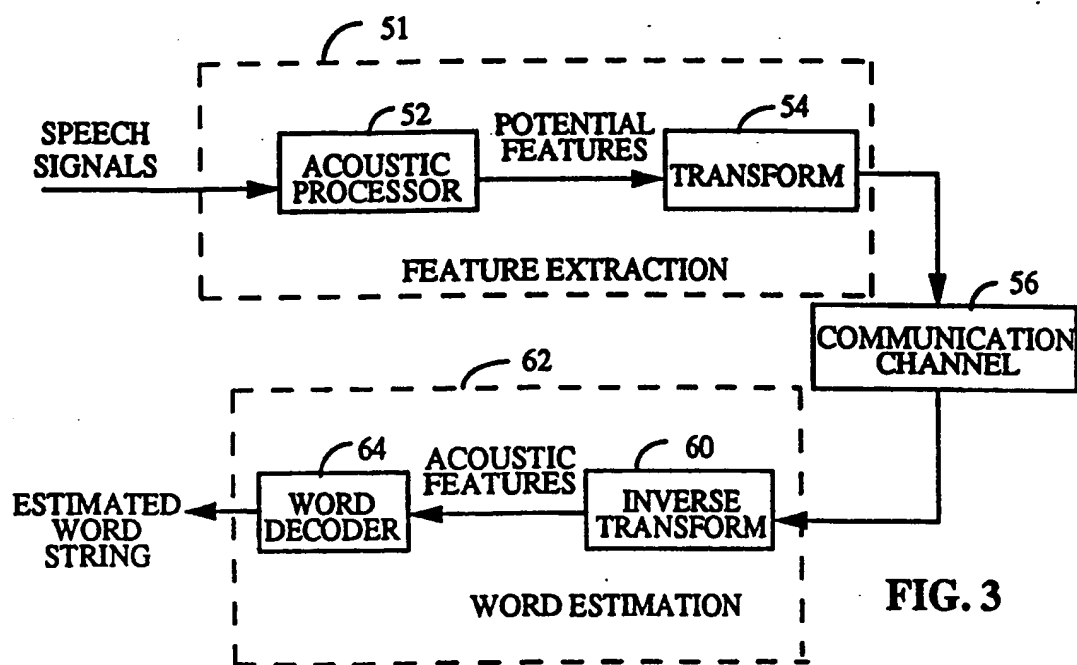 51
SPEECH
SIGNALS
52
ACOUSTIC
PROCESSOR
POTENTIAL
FEATURES
54
TRANSFORM
FEATURE EXTRACTION
56
COMMUNICATION
CHANNEL
62
64
WORD
DECODER
ACOUSTIC
FEATURES
60
INVERSE
TRANSFORM
ESTIMATED
WORD
STRING
WORD ESTIMATION
FIG. 3